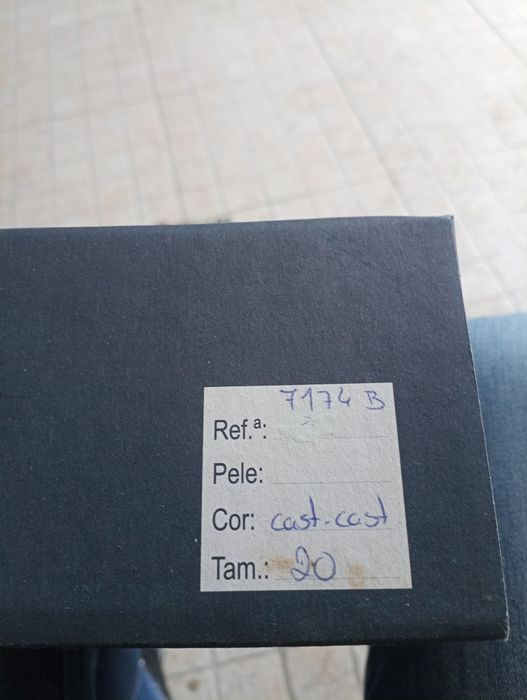 7174 B
Ref.ª:
Pele:
Cor: cast-cast
Tam.: 20